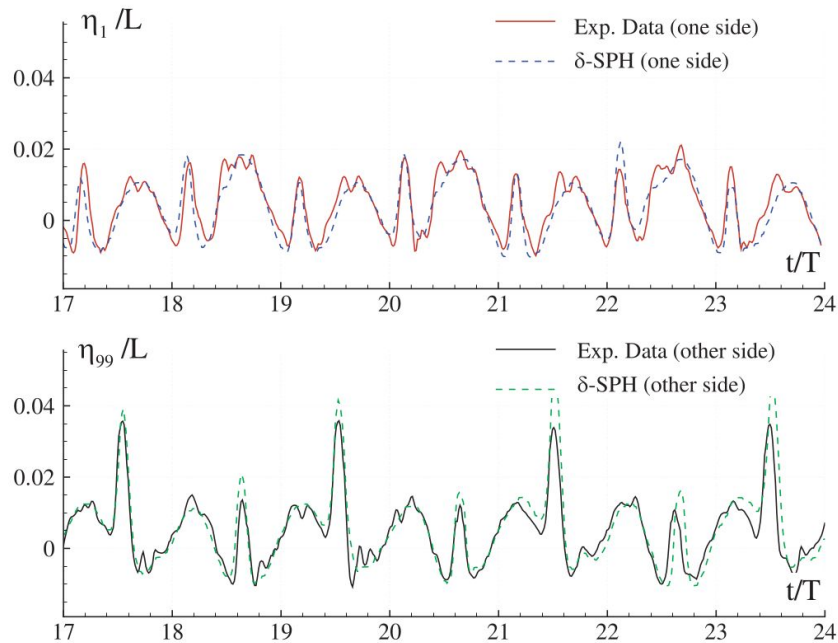 η₁ /L
Exp. Data (one side)
δ-SPH (one side)
0.04
0.02
0
t/T
17 18 19 20 21 22 23 24
η₉₉ /L
Exp. Data (other side)
δ-SPH (other side)
0.04
0.02
0
t/T
17 18 19 20 21 22 23 24